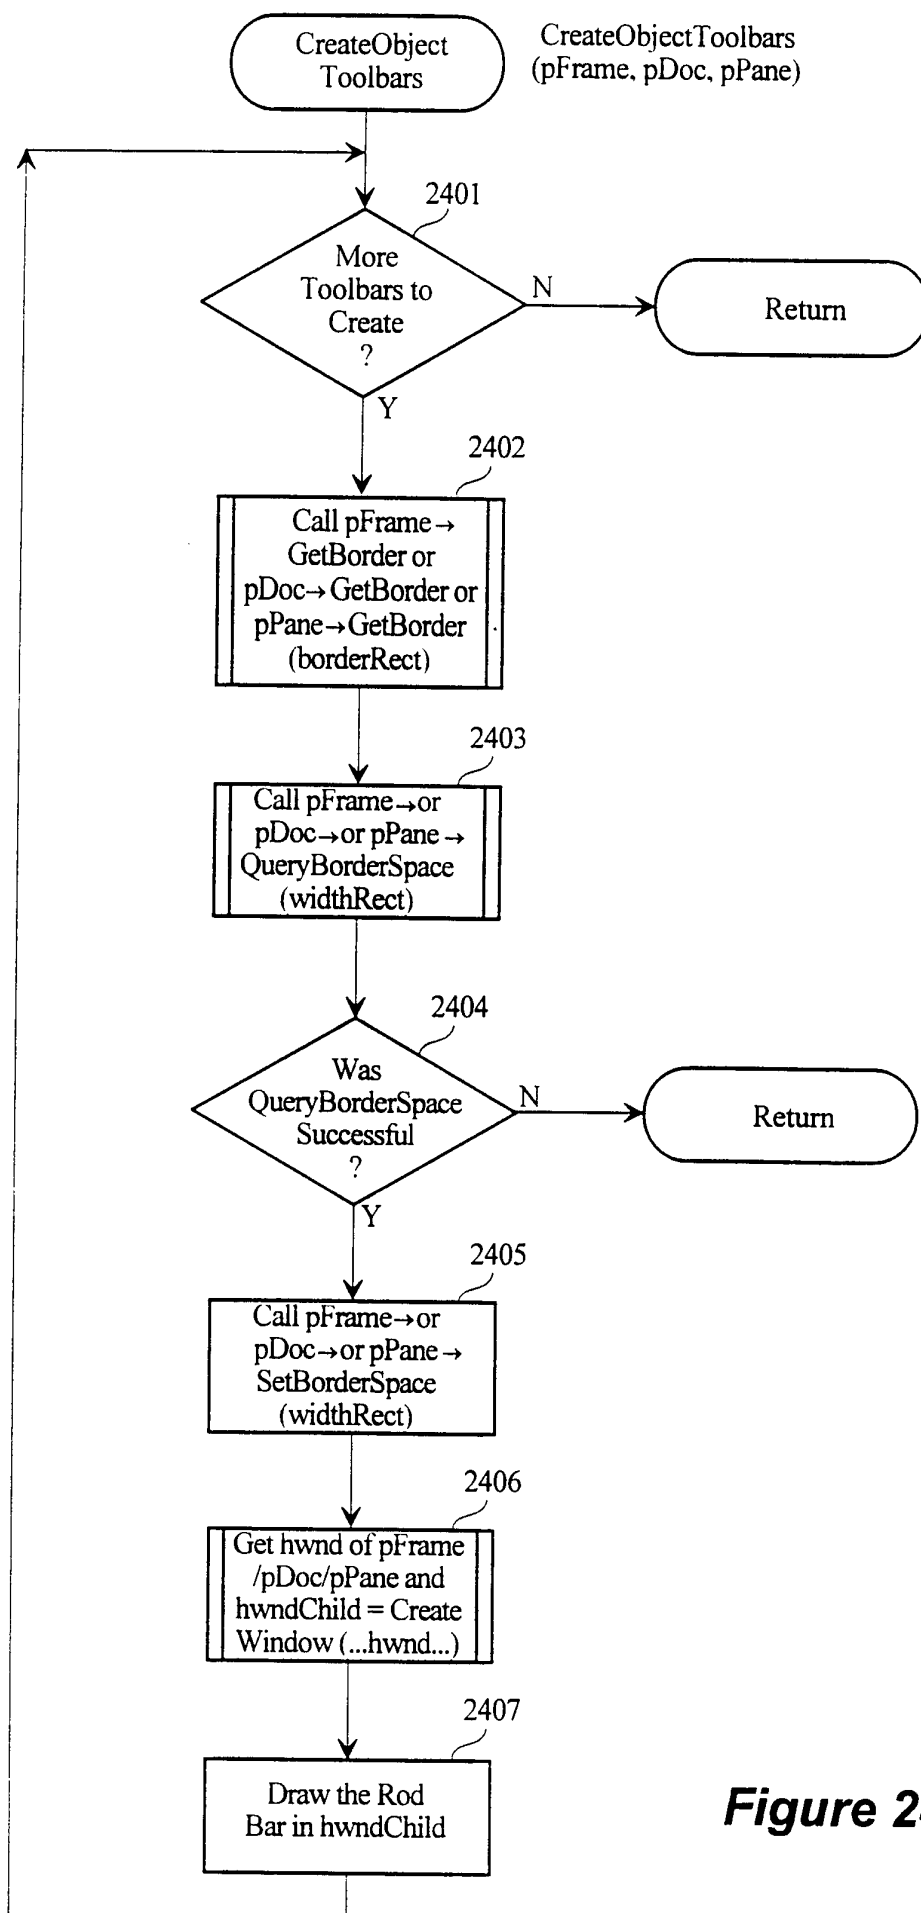 CreateObject
Toolbars
CreateObjectToolbars
(pFrame, pDoc, pPane)
2401
More
Toolbars to
Create
?
N
Return
Y
2402
Call pFrame→
GetBorder or
pDoc→GetBorder or
pPane→GetBorder
(borderRect)
2403
Call pFrame→or
pDoc→or pPane→
QueryBorderSpace
(widthRect)
2404
Was
QueryBorderSpace
Successful
?
N
Return
Y
2405
Call pFrame→or
pDoc→or pPane→
SetBorderSpace
(widthRect)
2406
Get hwnd of pFrame
/pDoc/pPane and
hwndChild = Create
Window (...hwnd...)
2407
Draw the Rod
Bar in hwndChild
Figure 2